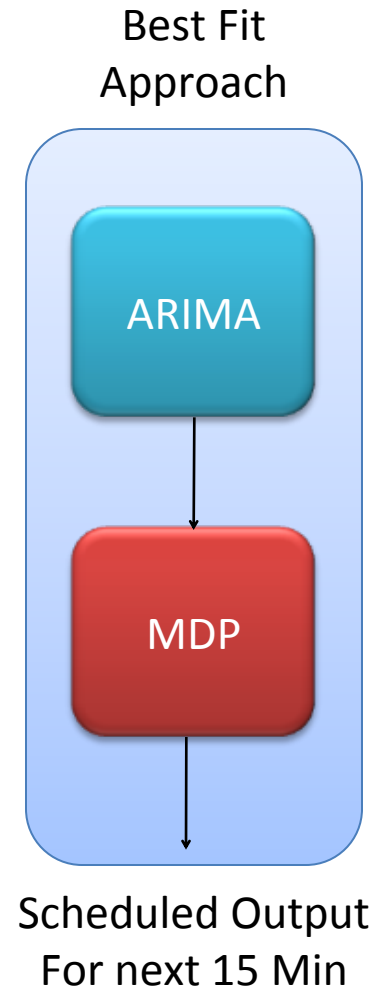 Best Fit
Approach
ARIMA
MDP
Scheduled Output
For next 15 Min